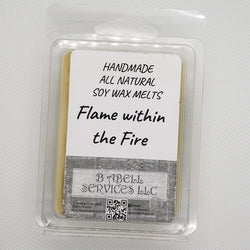 HANDMADE
ALL NATURAL
SOY WAX MELTS
Flame within
the Fire
B ABELL
SERVICES LLC